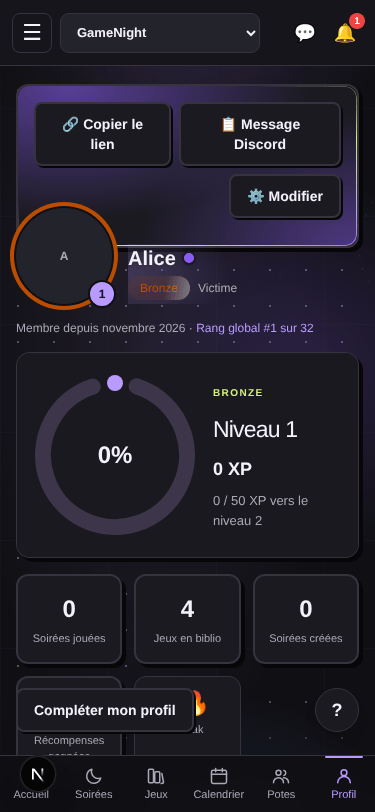 GameNight
1
🔗 Copier le
lien
📋 Message
Discord
⚙️ Modifier
A
1
Alice
Bronze Victime
Membre depuis novembre 2026 · Rang global #1 sur 32
0%
BRONZE
Niveau 1
0 XP
0 / 50 XP vers le
niveau 2
0
Soirées jouées
4
Jeux en biblio
0
Soirées créées
Compléter mon profil
?
Récompenses
N
Accueil
Soirées
Jeux
Calendrier
Potes
Profil